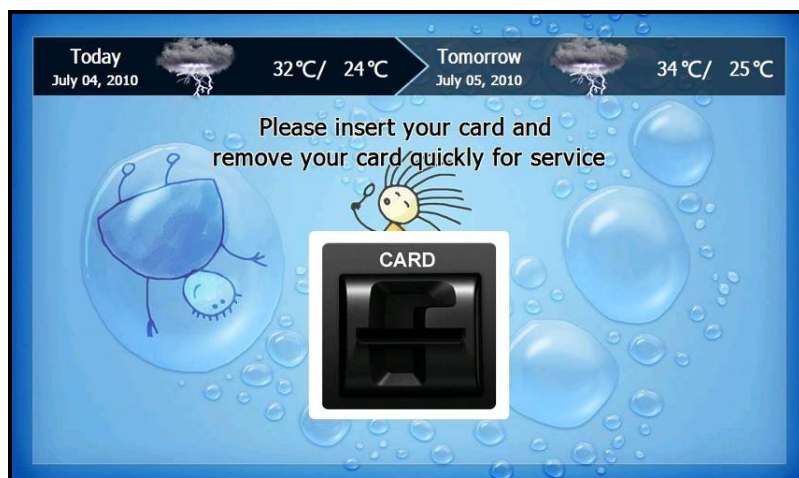 Today
July 04, 2010
32℃/ 24℃
Tomorrow
July 05, 2010
34℃/ 25℃
Please insert your card and
remove your card quickly for service
CARD